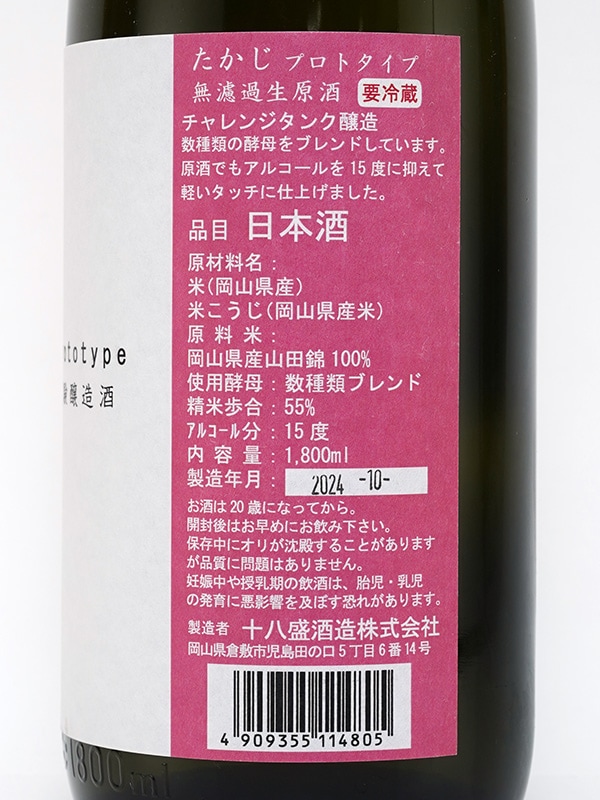 たかじ プロトタイプ
無濾過生原酒 要冷蔵
チャレンジタンク醸造
数種類の酵母をブレンドしています。
原酒でもアルコールを15度に抑えて
軽いタッチに仕上げました。
品目 日本酒
原材料名：
米(岡山県産)
米こうじ(岡山県産米)
原料米：
岡山県産山田錦100%
使用酵母：数種類ブレンド
精米歩合：55%
ｱﾙｺｰﾙ分：15度
内容量：1,800ml
製造年月：2024 -10-
お酒は20歳になってから。
開封後はお早めにお飲み下さい。
保存中にオリが沈殿することがあります
が品質に問題はありません。
妊娠中や授乳期の飲酒は、胎児・乳児
の発育に悪影響を及ぼす恐れがあります。
製造者 十八盛酒造株式会社
岡山県倉敷市児島田の口5丁目6番14号
4 909355 114805
ototype
醸造酒
1800ml